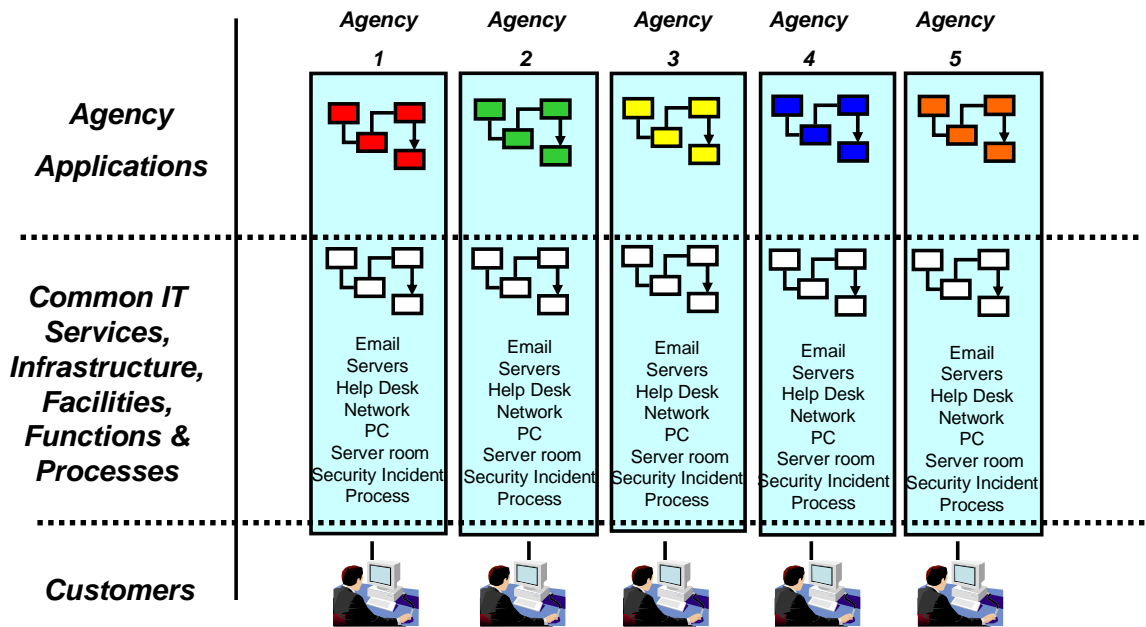 Agency
1
Agency
2
Agency
3
Agency
4
Agency
5
Agency
Applications
Common IT
Services,
Infrastructure,
Facilities,
Functions &
Processes
Email
Servers
Help Desk
Network
PC
Server room
Security Incident
Process
Email
Servers
Help Desk
Network
PC
Server room
Security Incident
Process
Email
Servers
Help Desk
Network
PC
Server room
Security Incident
Process
Email
Servers
Help Desk
Network
PC
Server room
Security Incident
Process
Email
Servers
Help Desk
Network
PC
Server room
Security Incident
Process
Customers